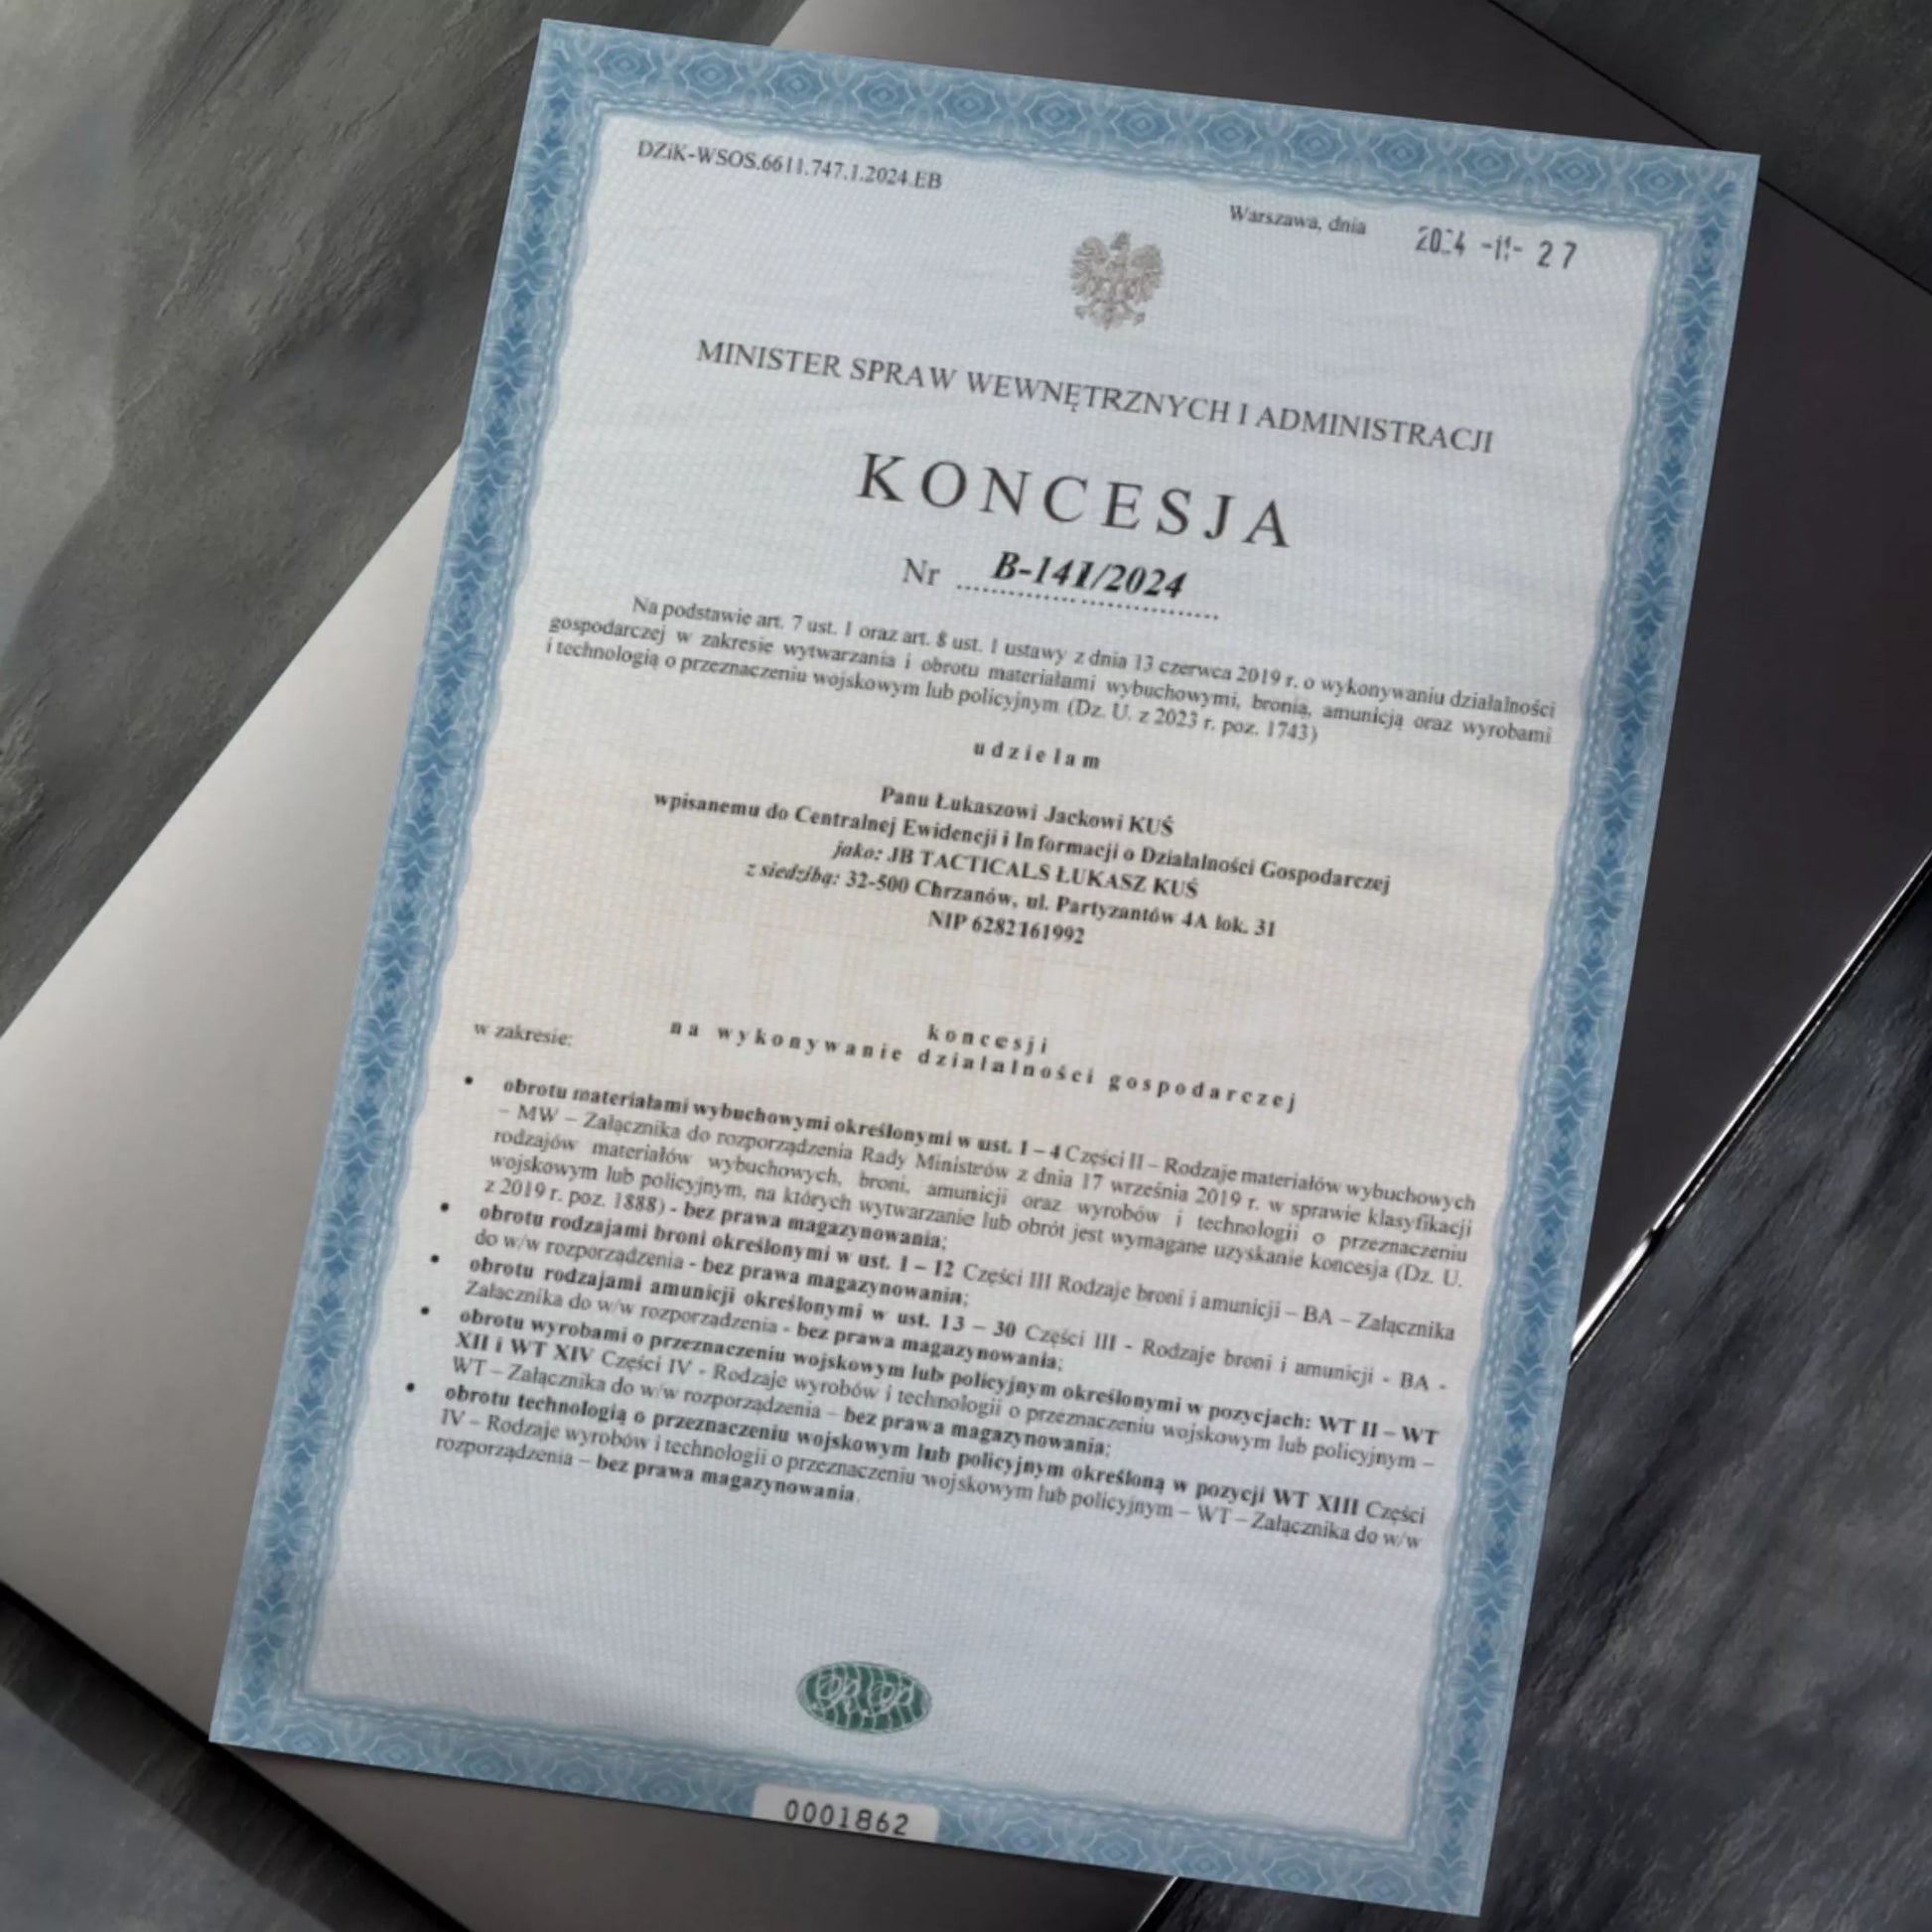 DZiK-WSOS.6611.747.1.2024.EB
Warszawa, dnia 27
MINISTER SPRAW WEWNĘTRZNYCH I ADMINISTRACJI
KONCESJA
Nr B-141/2024
Na podstawie art. 7 ust. 1 oraz art. 8 ust. 1 ustawy z dnia 13 czerwca 2019 r. o wykonywaniu działalności
gospodarczej w zakresie wytwarzania i obrotu materiałami wybuchowymi, bronią, amunicją oraz wyrobami
i technologią o przeznaczeniu wojskowym lub policyjnym (Dz. U. z 2023 r. poz. 1743)
udzielam
Panu Łukaszowi Jackowi KUŚ
wpisanemu do Centralnej Ewidencji i Informacji o Działalności Gospodarczej
jako: JB TACTICALS ŁUKASZ KUŚ
z siedzibą: 32-500 Chrzanów, ul. Partyzantów 4A lok. 31
NIP 6282161992
koncesji
na wykonywanie działalności gospodarczej
w zakresie:
• obrotu materiałami wybuchowymi określonymi w ust. 1 – 4 Części II – Rodzaje materiałów wybuchowych
– MW – Załącznika do rozporządzenia Rady Ministrów z dnia 17 września 2019 r. w sprawie klasyfikacji
rodzajów materiałów wybuchowych, broni, amunicji oraz wyrobów i technologii o przeznaczeniu
wojskowym lub policyjnym, na których wytwarzanie lub obrót jest wymagane uzyskanie koncesja (Dz. U.
z 2019 r. poz. 1888) - bez prawa magazynowania;
• obrotu rodzajami broni określonymi w ust. 1 – 12 Części III Rodzaje broni i amunicji – BA – Załącznika
do w/w rozporządzenia - bez prawa magazynowania;
• obrotu rodzajami amunicji określonymi w ust. 13 – 30 Części III - Rodzaje broni i amunicji - BA -
Załacznika do w/w rozporządzenia - bez prawa magazynowania;
• obrotu wyrobami o przeznaczeniu wojskowym lub policyjnym określonymi w pozycjach: WT II – WT
XII i WT XIV Części IV - Rodzaje wyrobów i technologii o przeznaczeniu wojskowym lub policyjnym –
WT – Załącznika do w/w rozporządzenia – bez prawa magazynowania;
• obrotu technologią o przeznaczeniu wojskowym lub policyjnym określoną w pozycji WT XIII Części
IV – Rodzaje wyrobów i technologii o przeznaczeniu wojskowym lub policyjnym – WT – Załącznika do w/w
rozporządzenia – bez prawa magazynowania.
0001862